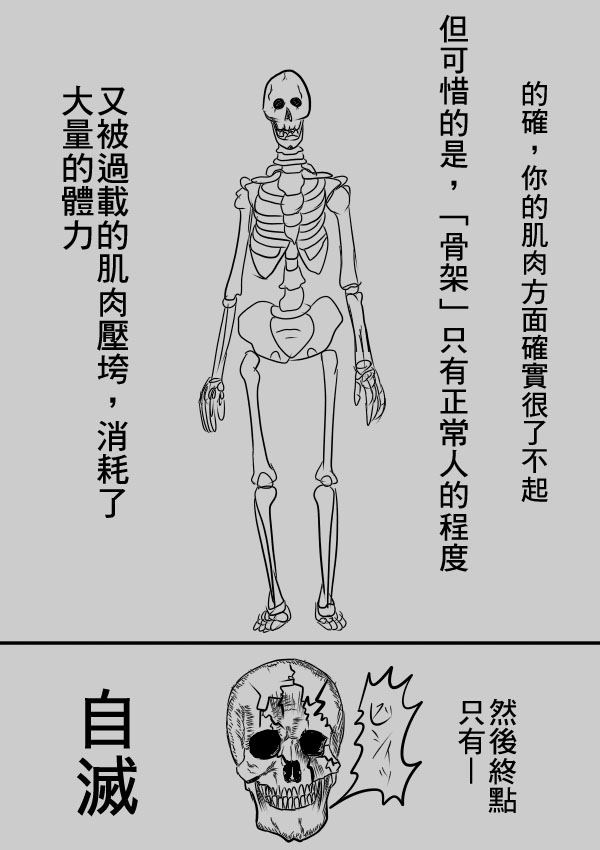 的確，你的肌肉方面確實很了不起
但可惜的是，「骨架」只有正常人的程度
又被過載的肌肉壓垮，消耗了
大量的體力
然後終點
只有—
自滅